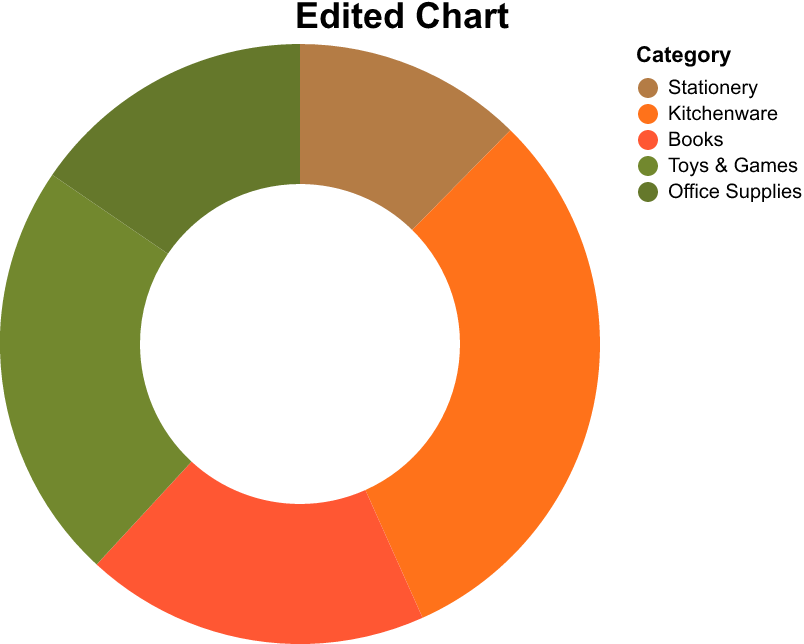 Edited Chart
Category
Stationery
Kitchenware
Books
Toys & Games
Office Supplies